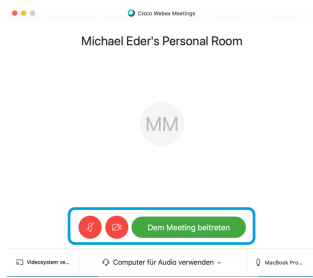 Cisco Webex Meetings
Michael Eder's Personal Room
MM
Dem Meeting beitreten
Videosystem ve...
Computer für Audio verwenden
MacBook Pro...